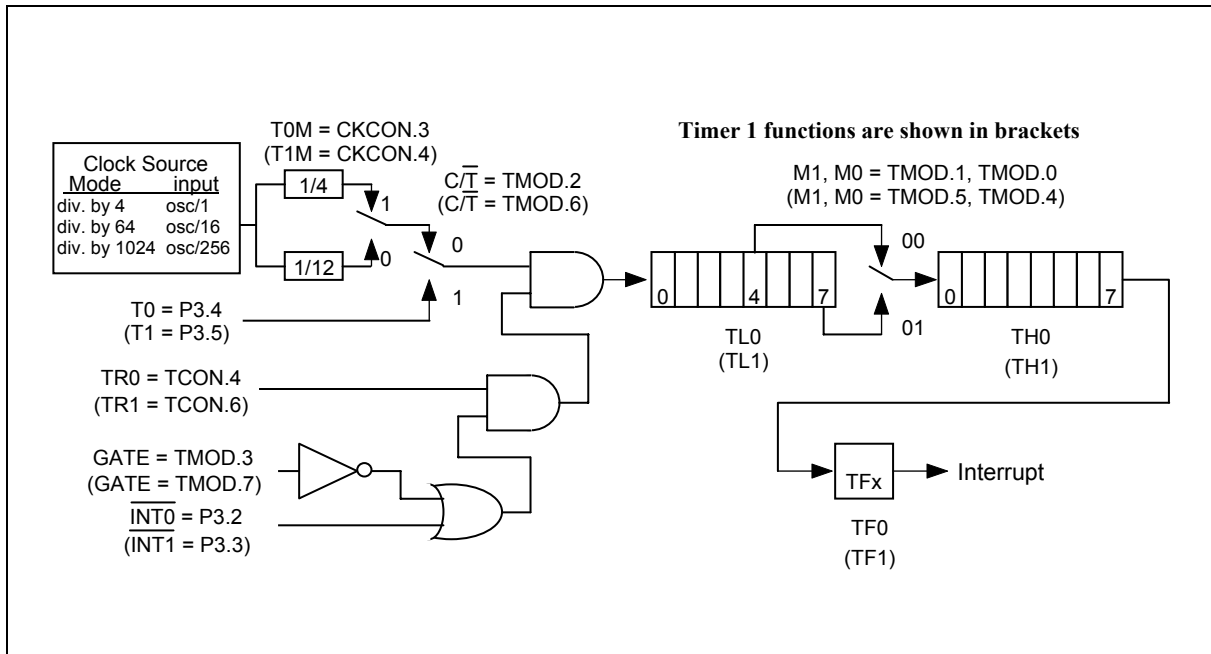 T0M = CKCON.3
(T1M = CKCON.4)
Timer 1 functions are shown in brackets
Clock Source
Mode input
div. by 4 osc/1
div. by 64 osc/16
div. by 1024 osc/256
1/4
1/12
1
0
C/T̅ = TMOD.2
(C/T̅ = TMOD.6)
0
1
M1, M0 = TMOD.1, TMOD.0
(M1, M0 = TMOD.5, TMOD.4)
00
01
0 4 7
TL0
(TL1)
0 7
TH0
(TH1)
T0 = P3.4
(T1 = P3.5)
TR0 = TCON.4
(TR1 = TCON.6)
GATE = TMOD.3
(GATE = TMOD.7)
I̅N̅T̅0̅ = P3.2
(I̅N̅T̅1̅ = P3.3)
TFx
Interrupt
TF0
(TF1)